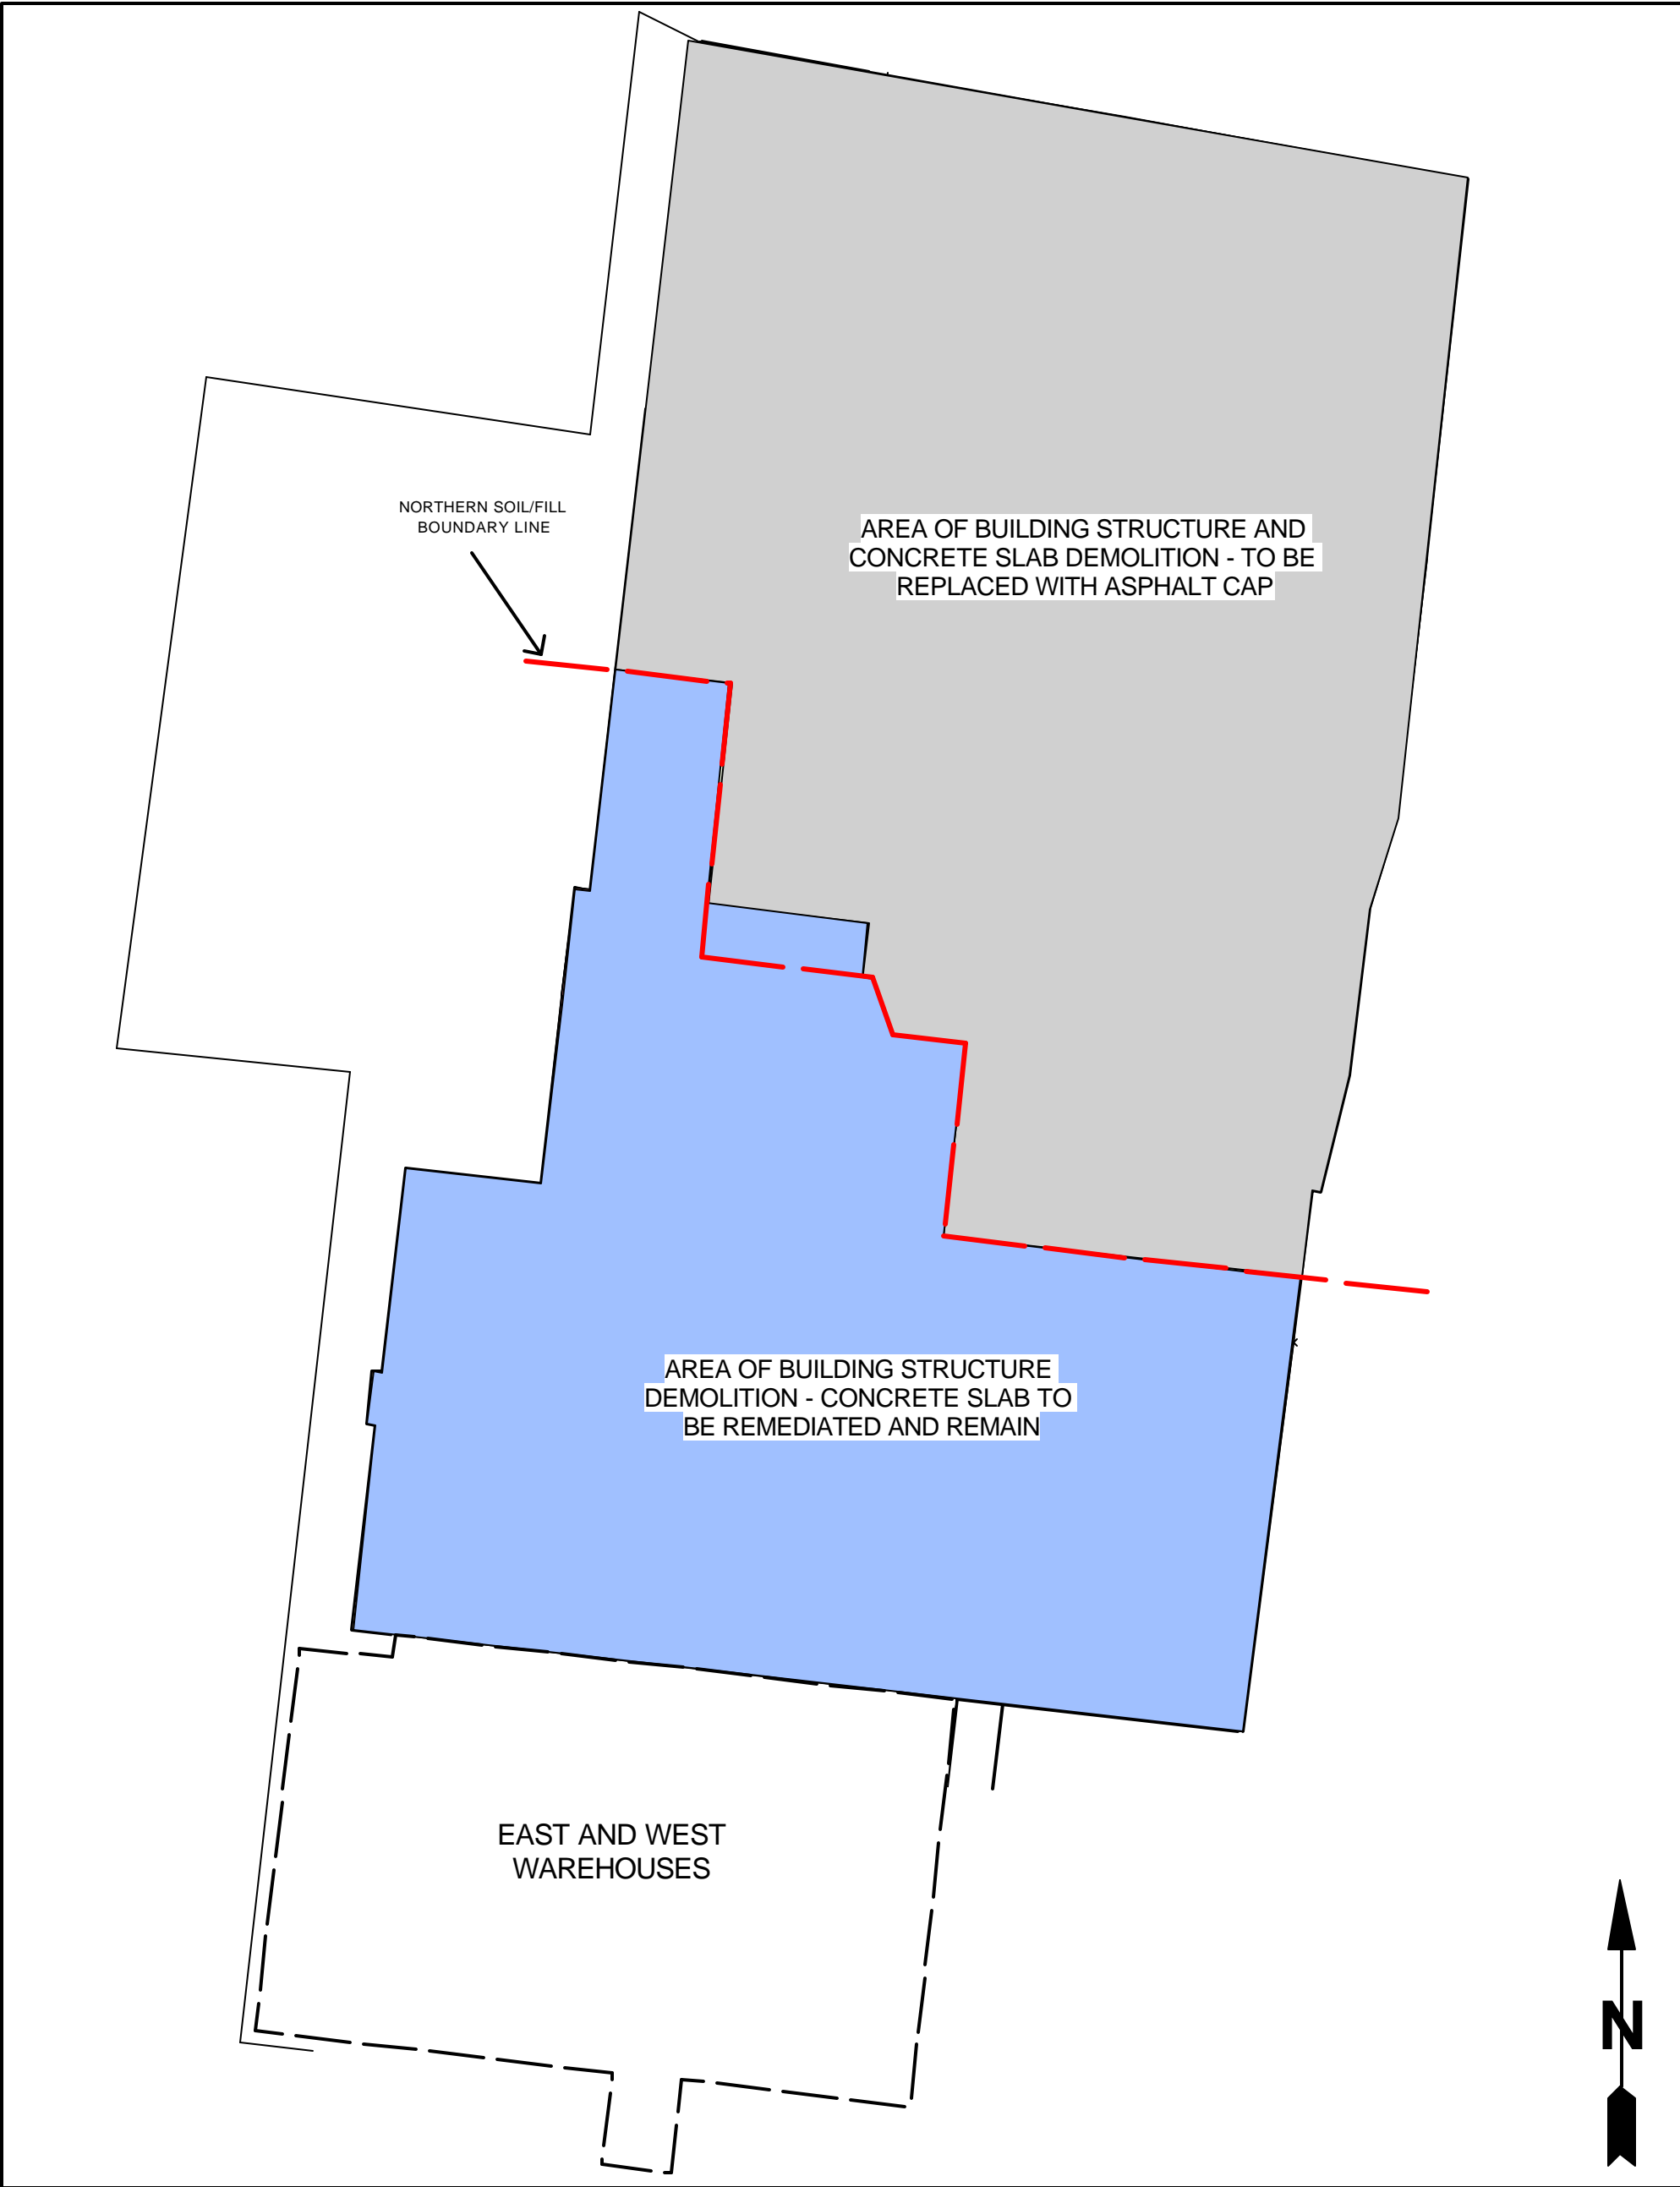 NORTHERN SOIL/FILL
BOUNDARY LINE
AREA OF BUILDING STRUCTURE AND
CONCRETE SLAB DEMOLITION - TO BE
REPLACED WITH ASPHALT CAP
AREA OF BUILDING STRUCTURE
DEMOLITION - CONCRETE SLAB TO
BE REMEDIATED AND REMAIN
EAST AND WEST
WAREHOUSES
N